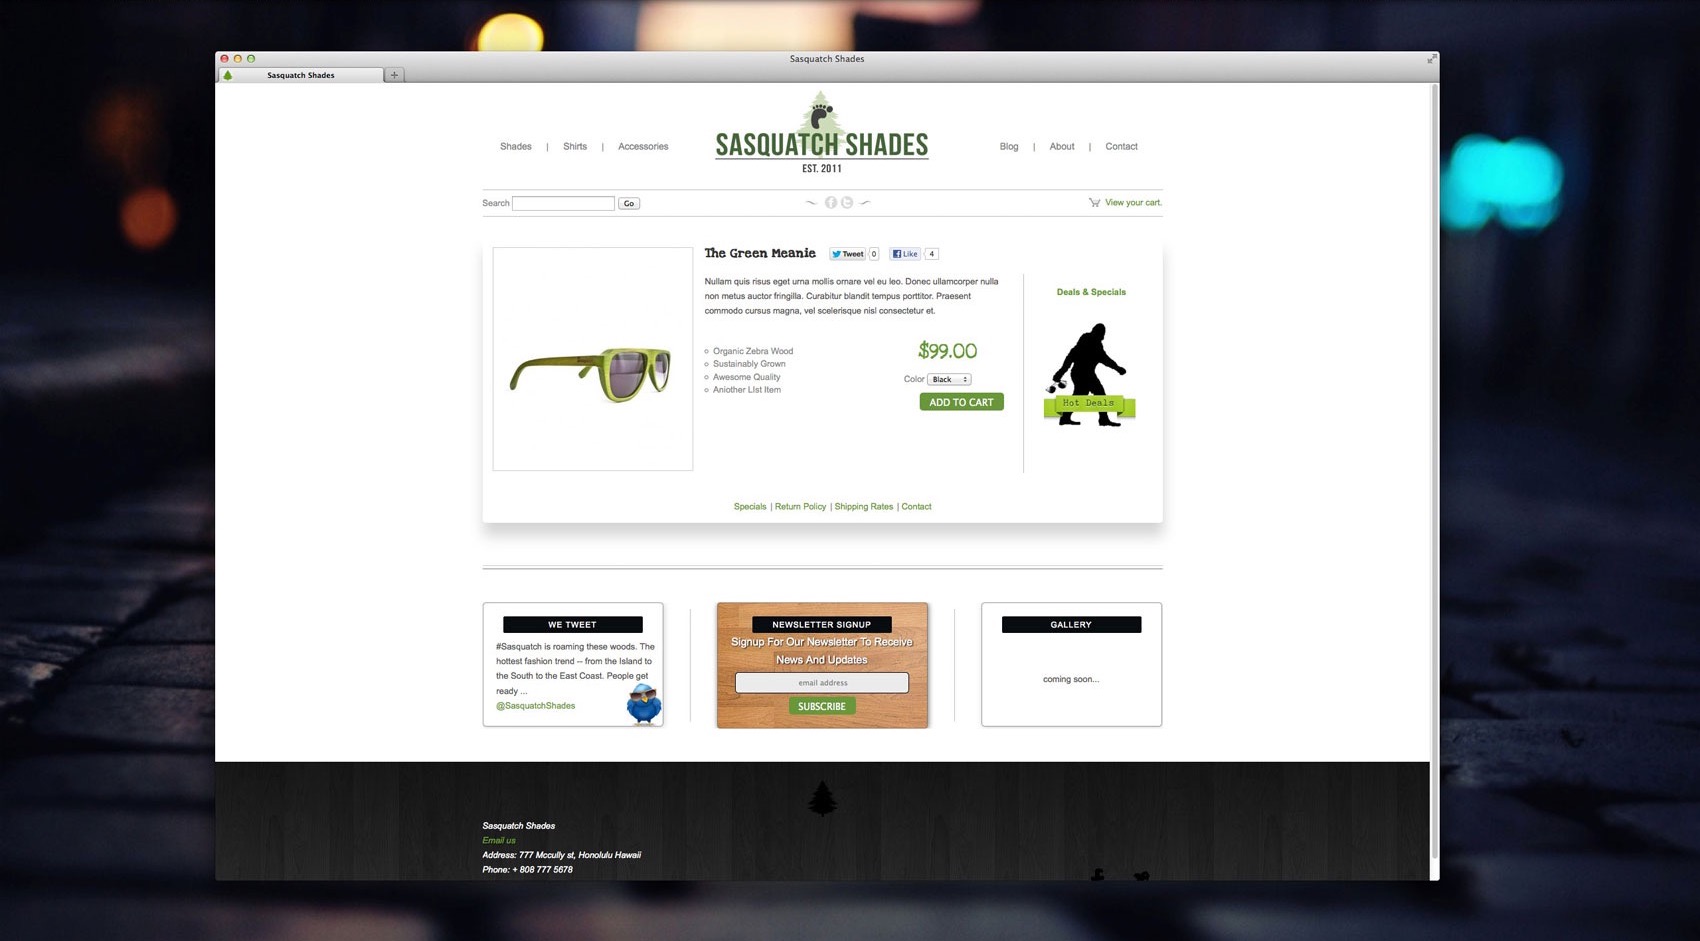 Sasquatch Shades
Sasquatch Shades
Shades | Shirts | Accessories
SASQUATCH SHADES
EST. 2011
Blog | About | Contact
Search
Go
View your cart.
The Green Meanie
Tweet 0
Like 4
Nullam quis risus eget urna mollis ornare vel eu leo. Donec ullamcorper nulla
non metus auctor fringilla. Curabitur blandit tempus porttitor. Praesent
commodo cursus magna, vel scelerisque nisl consectetur et.
Organic Zebra Wood
Sustainably Grown
Awesome Quality
Aniother LIst Item
$99.00
Color Black
ADD TO CART
Deals & Specials
Hot Deals
Specials | Return Policy | Shipping Rates | Contact
WE TWEET
#Sasquatch is roaming these woods. The
hottest fashion trend -- from the Island to
the South to the East Coast. People get
ready ...
@SasquatchShades
NEWSLETTER SIGNUP
Signup For Our Newsletter To Receive
News And Updates
email address
SUBSCRIBE
GALLERY
coming soon...
Sasquatch Shades
Email us
Address: 777 Mccully st, Honolulu Hawaii
Phone: + 808 777 5678